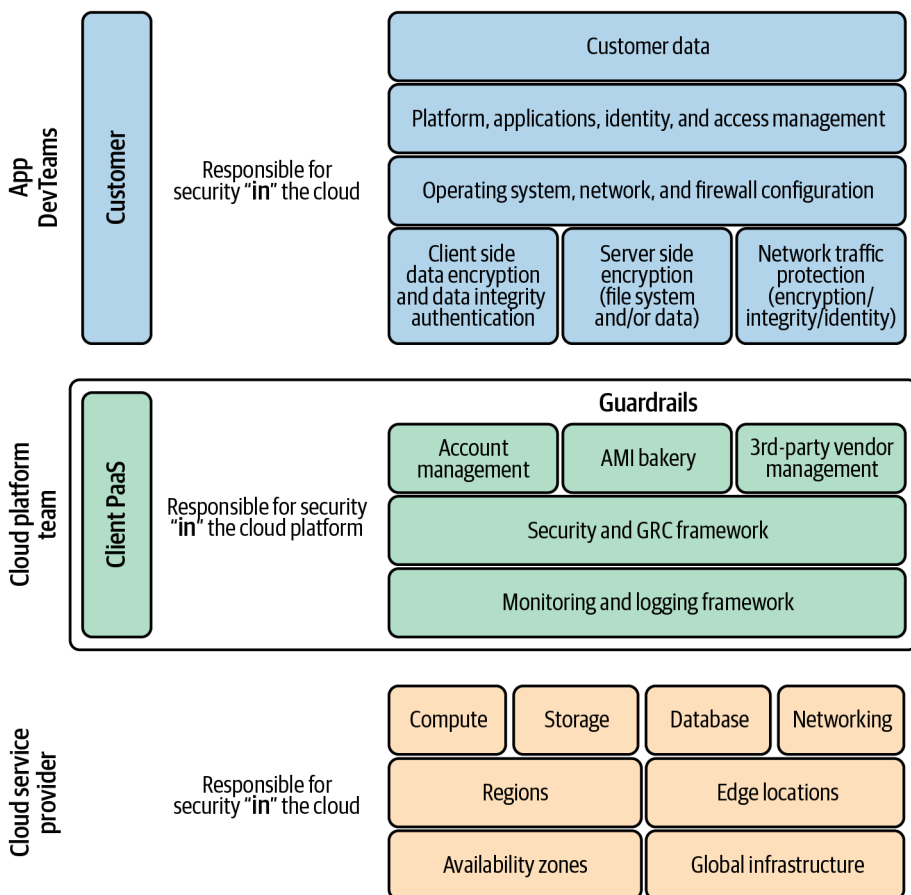 App
DevTeams
Customer
Responsible for
security “in” the cloud
Customer data
Platform, applications, identity, and access management
Operating system, network, and firewall configuration
Client side
data encryption
and data integrity
authentication
Server side
encryption
(file system
and/or data)
Network traffic
protection
(encryption/
integrity/identity)
Cloud platform
team
Client PaaS
Responsible for security
“in” the cloud platform
Guardrails
Account
management
AMI bakery
3rd-party vendor
management
Security and GRC framework
Monitoring and logging framework
Cloud service
provider
Responsible for
security “in” the cloud
Compute
Storage
Database
Networking
Regions
Edge locations
Availability zones
Global infrastructure